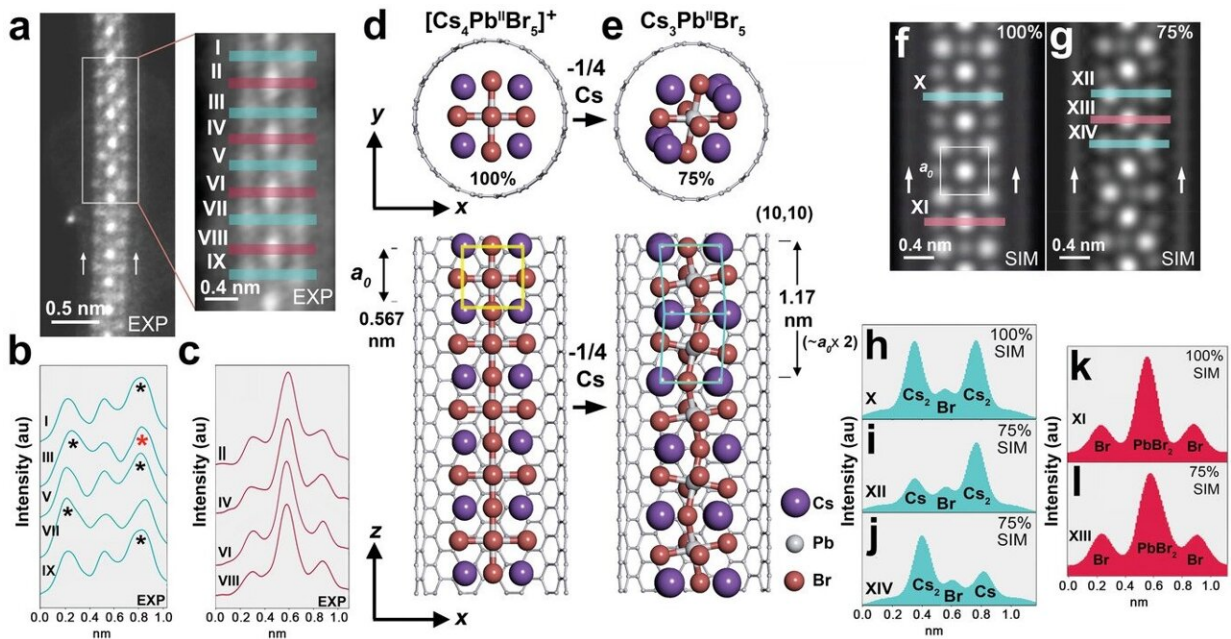 a
I
II
III
IV
V
VI
VII
VIII
IX
0.5 nm
EXP
0.4 nm
EXP
b
Intensity (au)
*
I
*
*
III
*
V
*
VII
*
IX
EXP
0.0 0.2 0.4 0.6 0.8 1.0
nm
c
II
IV
VI
VIII
EXP
0.0 0.2 0.4 0.6 0.8 1.0
nm
d
[Cs₄PbᴵᴵBr₅]⁺
y
100%
x
a₀
0.567
nm
z
x
-1/4
Cs
-1/4
Cs
e
Cs₃PbᴵᴵBr₅
75%
(10,10)
1.17
nm
(~a₀x 2)
Cs
Pb
Br
f
100%
X
a₀
XI
0.4 nm
SIM
g
75%
XII
XIII
XIV
0.4 nm
SIM
Intensity (au)
h
100%
SIM
X
Cs₂
Br
Cs₂
i
75%
SIM
XII
Cs
Br
Cs₂
j
75%
SIM
XIV
Cs₂
Br
Cs
0.0 0.2 0.4 0.6 0.8 1.0
nm
Intensity (au)
k
100%
SIM
XI
Br
PbBr₂
Br
l
75%
SIM
XIII
Br
PbBr₂
Br
0.0 0.2 0.4 0.6 0.8 1.0
nm